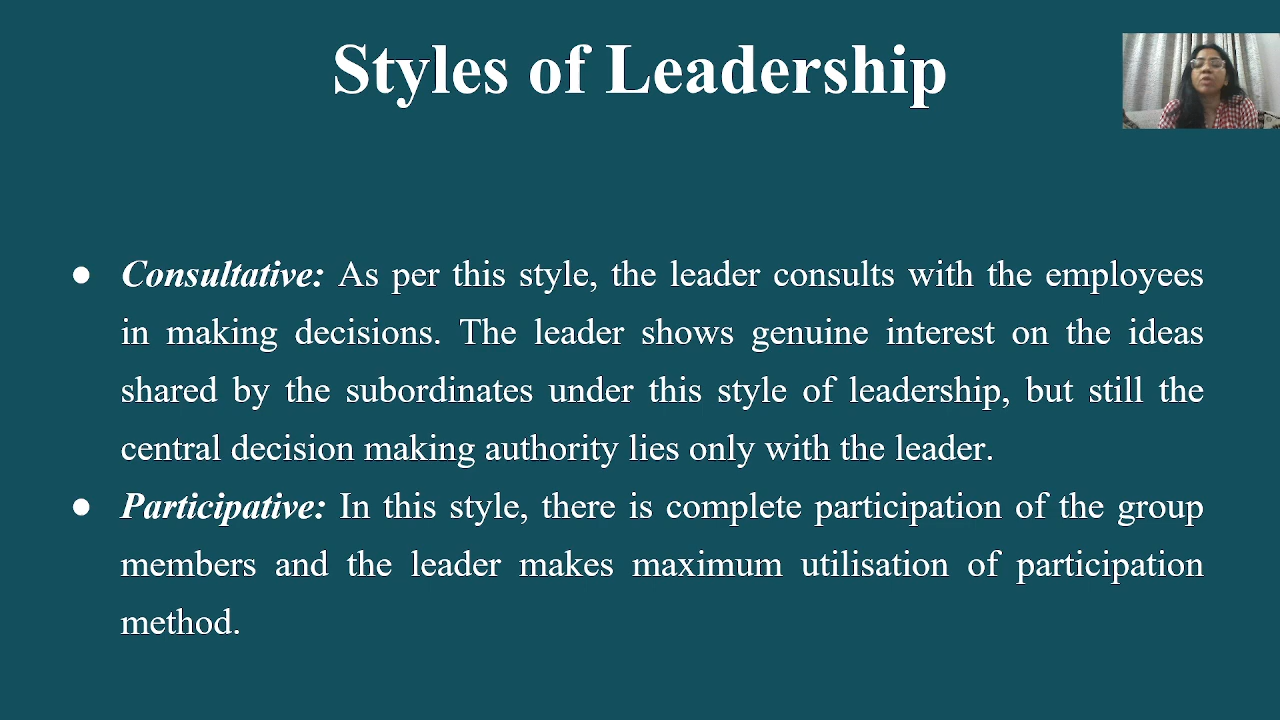 Styles of Leadership
● Consultative: As per this style, the leader consults with the employees
in making decisions. The leader shows genuine interest on the ideas
shared by the subordinates under this style of leadership, but still the
central decision making authority lies only with the leader.
● Participative: In this style, there is complete participation of the group
members and the leader makes maximum utilisation of participation
method.